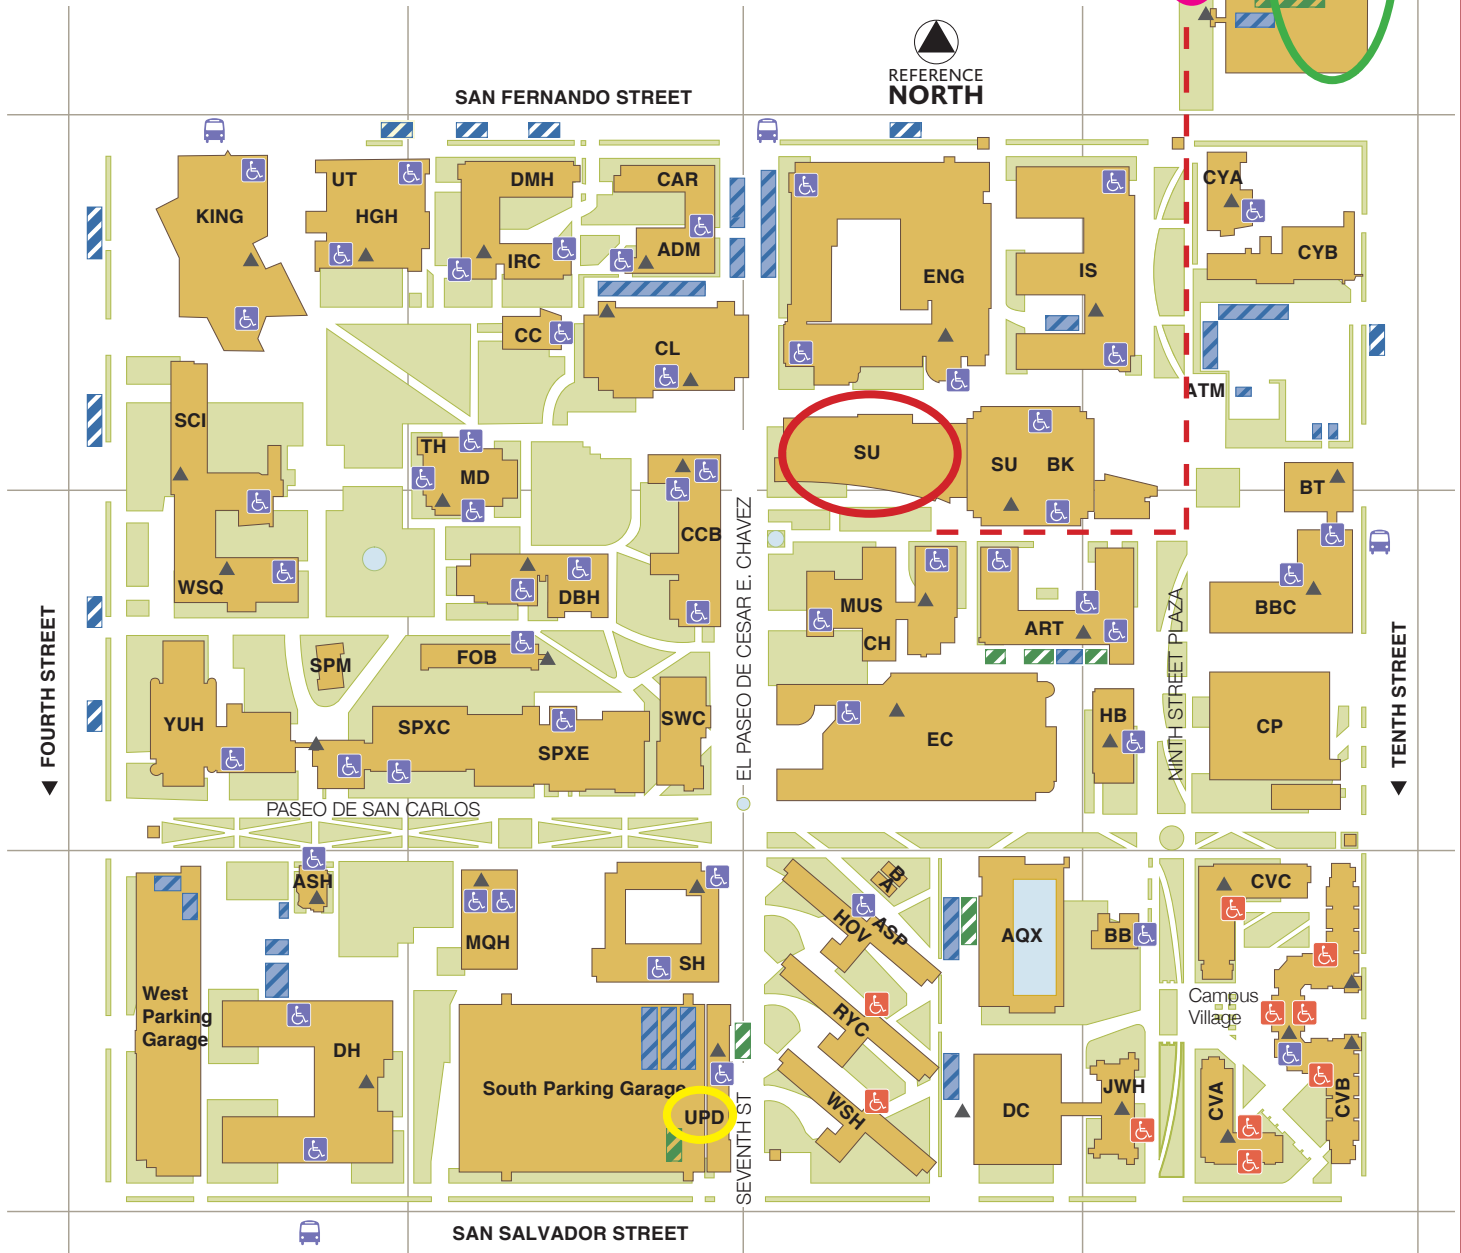 REFERENCE
NORTH
SAN FERNANDO STREET
KING
UT
HGH
DMH
IRC
CAR
ADM
ENG
IS
CYA
CYB
CC
CL
ATM
SCI
TH
MD
SU
SU
BK
BT
CCB
WSQ
DBH
MUS
CH
ART
BBC
EL PASEO DE CESAR E. CHAVEZ
NINTH STREET PLAZA
FOURTH STREET
TENTH STREET
SPM
FOB
YUH
SPXC
SPXE
SWC
EC
HB
CP
PASEO DE SAN CARLOS
ASH
MQH
SH
BA
HOV
ASP
AQX
BB
CVC
West
Parking
Garage
DH
South Parking Garage
UPD
SEVENTH ST
RYC
WSH
DC
JWH
Campus
Village
CVA
CVB
SAN SALVADOR STREET